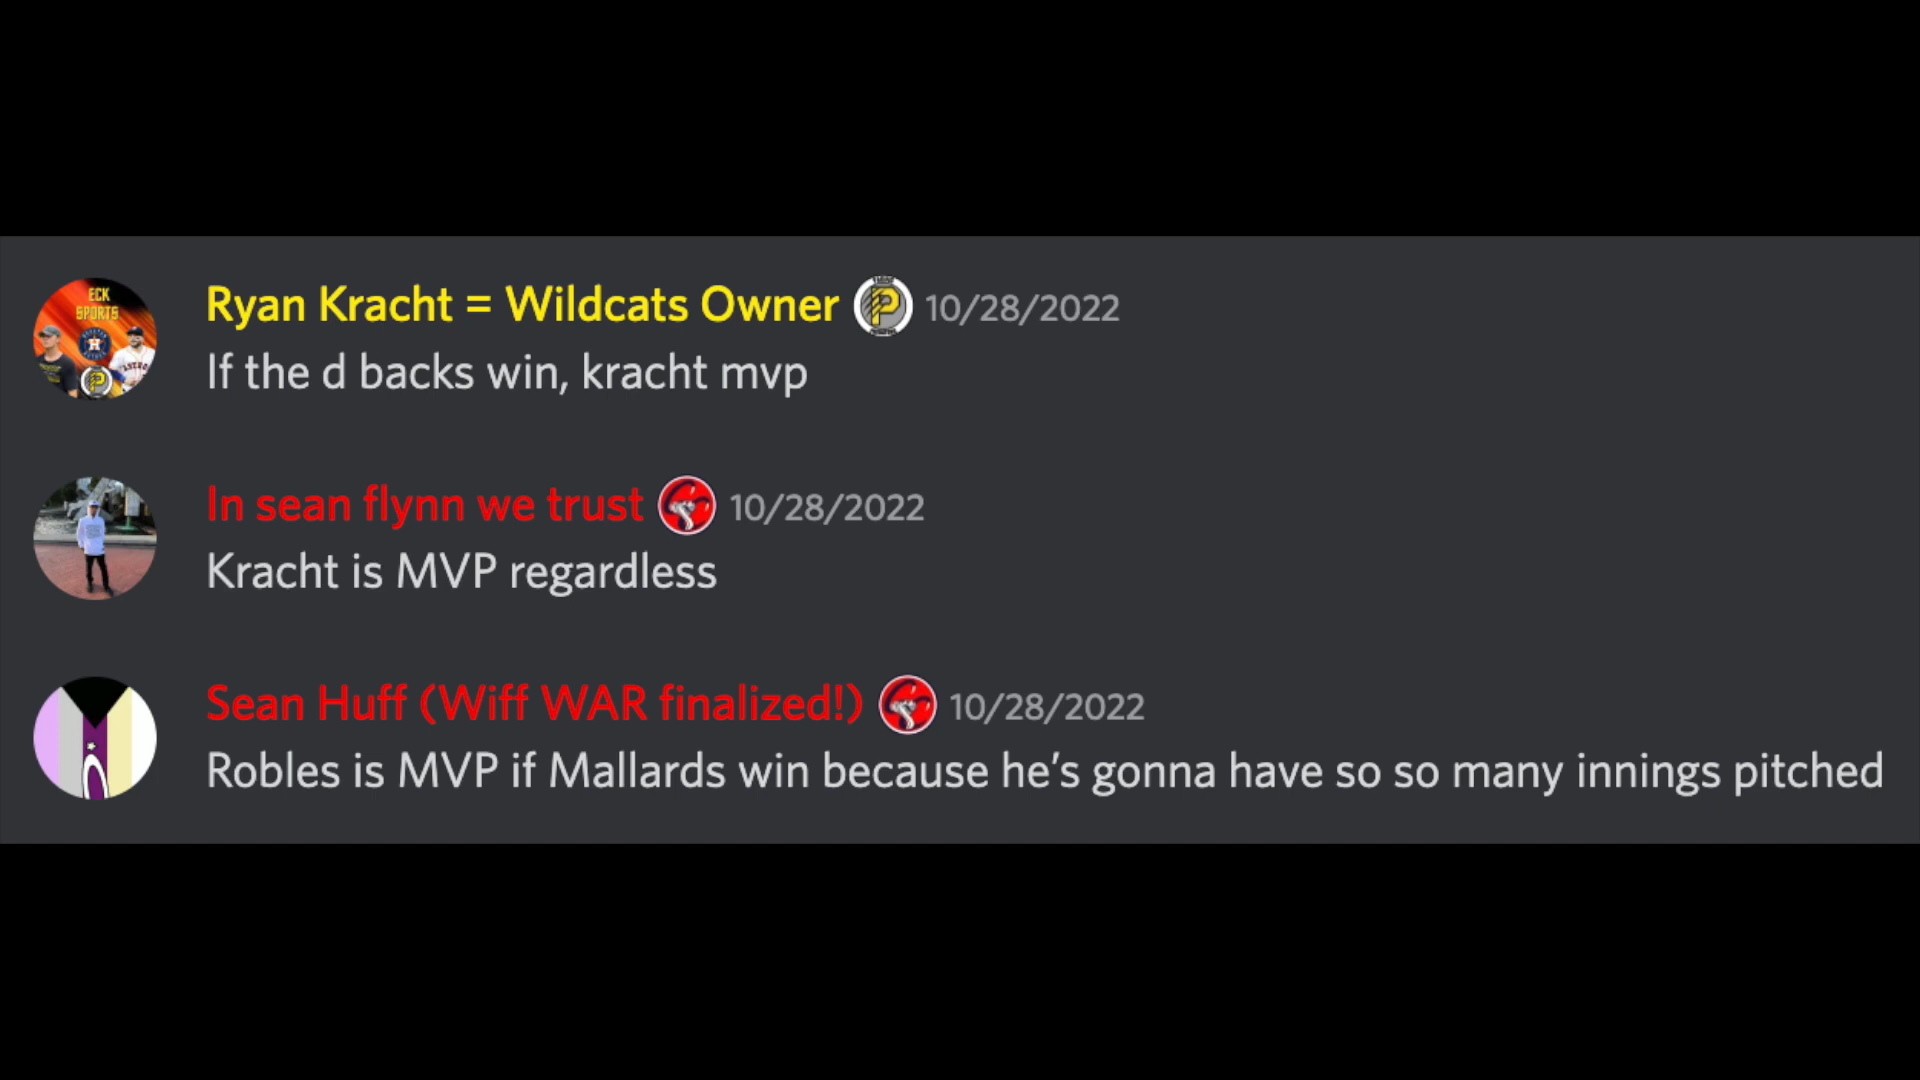 ECK
SPORTS
Ryan Kracht = Wildcats Owner P 10/28/2022
If the d backs win, kracht mvp
In sean flynn we trust 10/28/2022
Kracht is MVP regardless
Sean Huff (Wiff WAR finalized!) 10/28/2022
Robles is MVP if Mallards win because he's gonna have so so many innings pitched